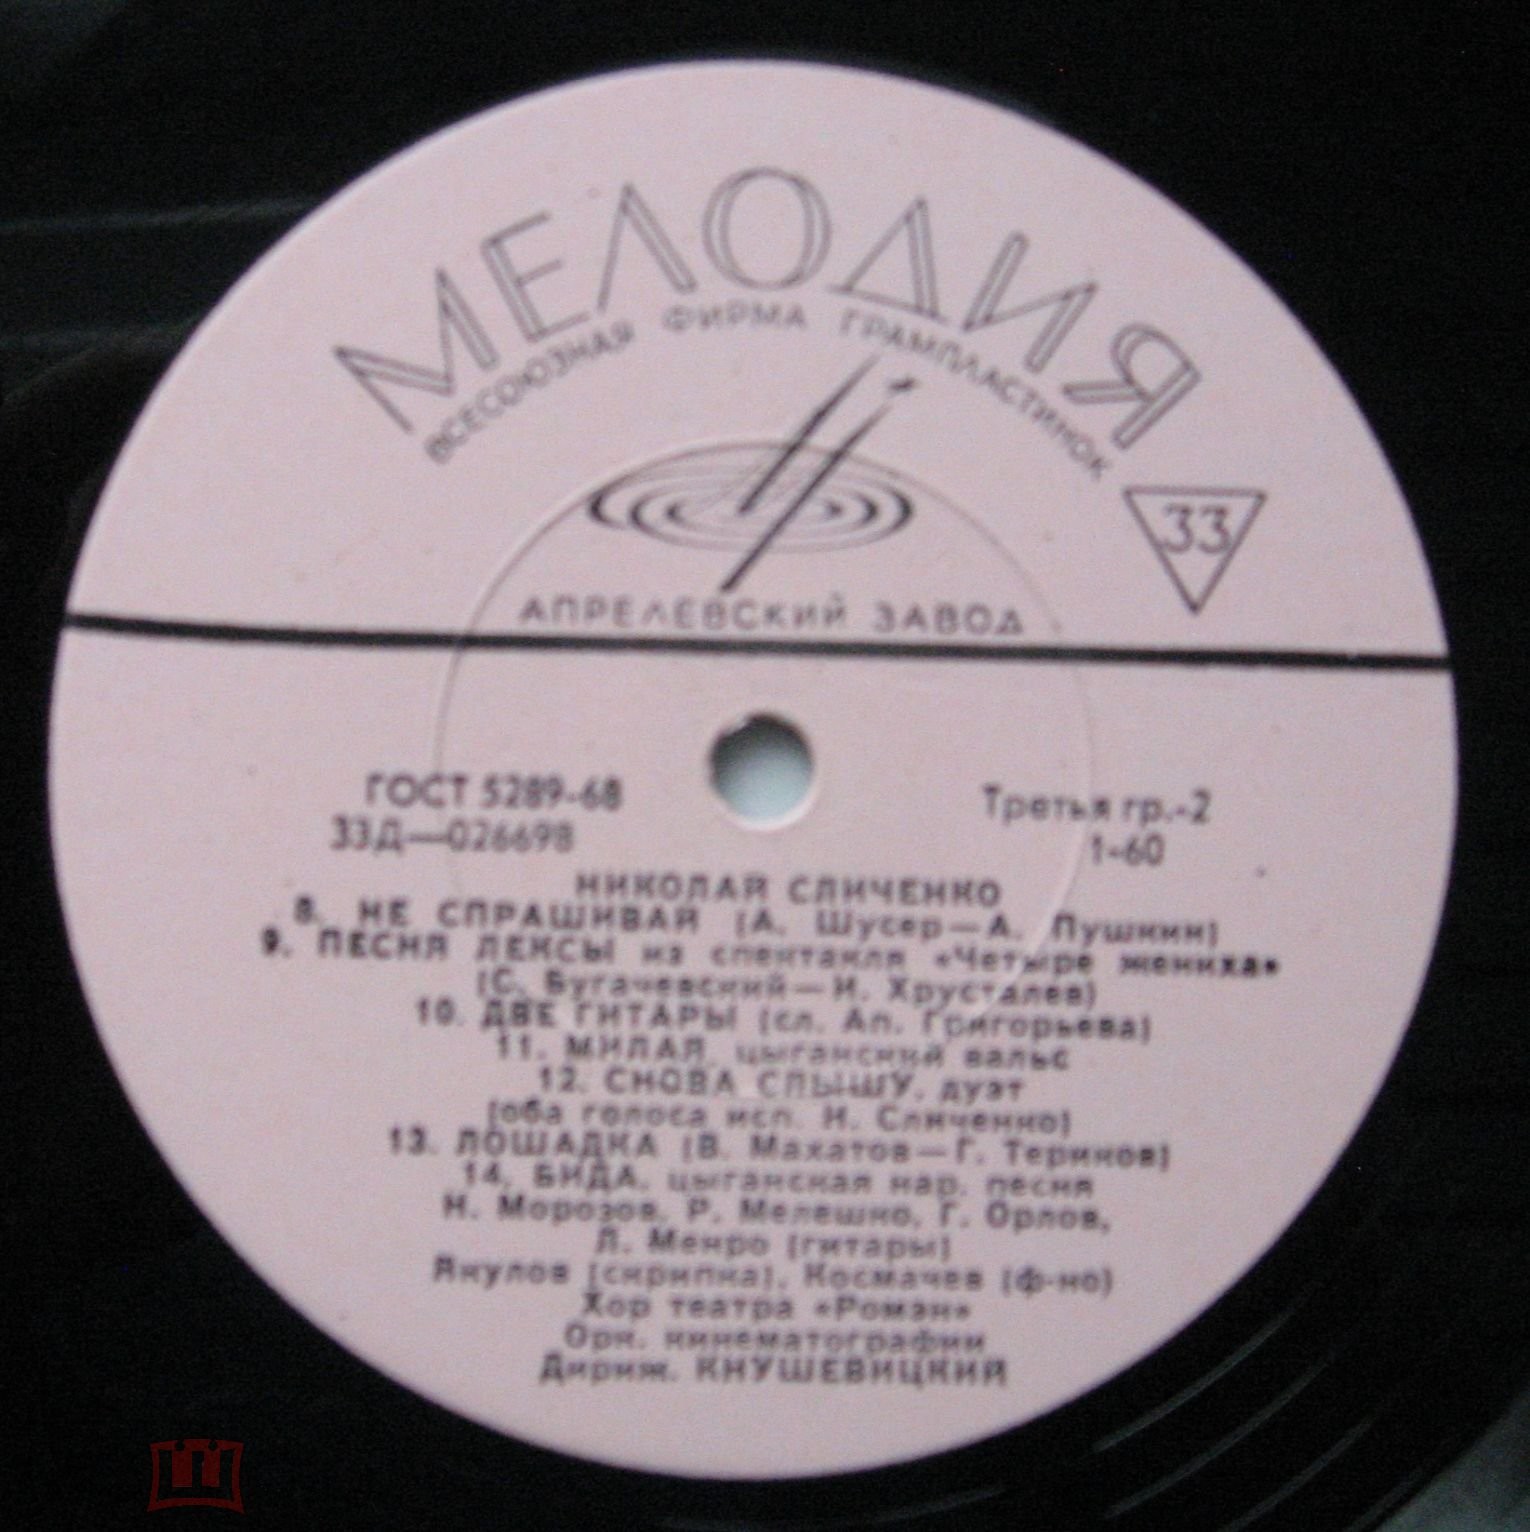 МЕЛОДИЯ
ВСЕСОЮЗНАЯ ФИРМА ГРАМПЛАСТИНОК
33
АПРЕЛЕВСКИЙ ЗАВОД
ГОСТ 5289-68
Третья гр.-2
33Д—026698
1-60
НИКОЛАЙ СЛИЧЕНКО
8. НЕ СПРАШИВАЙ (А. Шусер—А. Пушкин)
9. ПЕСНЯ ЛЕКСЫ из спектакля «Четыре жениха»
(С. Бугачевский—И. Хрусталев)
10. ДВЕ ГИТАРЫ (сл. Ап. Григорьева)
11. МИЛАЯ, цыганский вальс
12. СНОВА СЛЫШУ, дуэт
(оба голоса исп. Н. Сличенко)
13. ЛОШАДКА (В. Махатов—Г. Теринов)
14. БИДА, цыганская нар. песня
Н. Морозов, Р. Мелешко, Г. Орлов,
Л. Менро (гитары)
Якулов (скрипка), Космачев (ф-но)
Хор театра «Ромэн»
Орк. кинематографии
Дириж. КНУШЕВИЦКИЙ